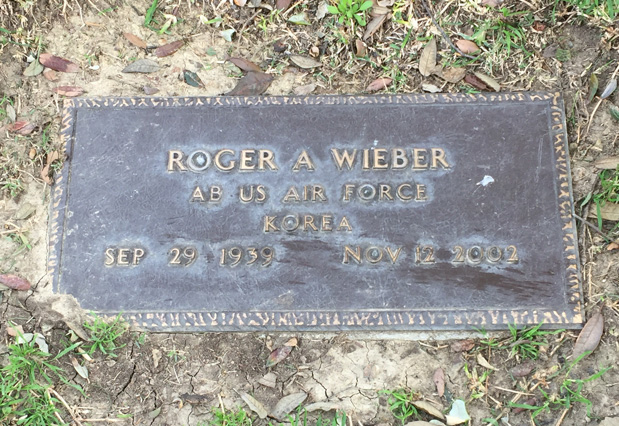 ROGER A WIEBER
AB US AIR FORCE
KOREA
SEP 29 1939 NOV 12 2002